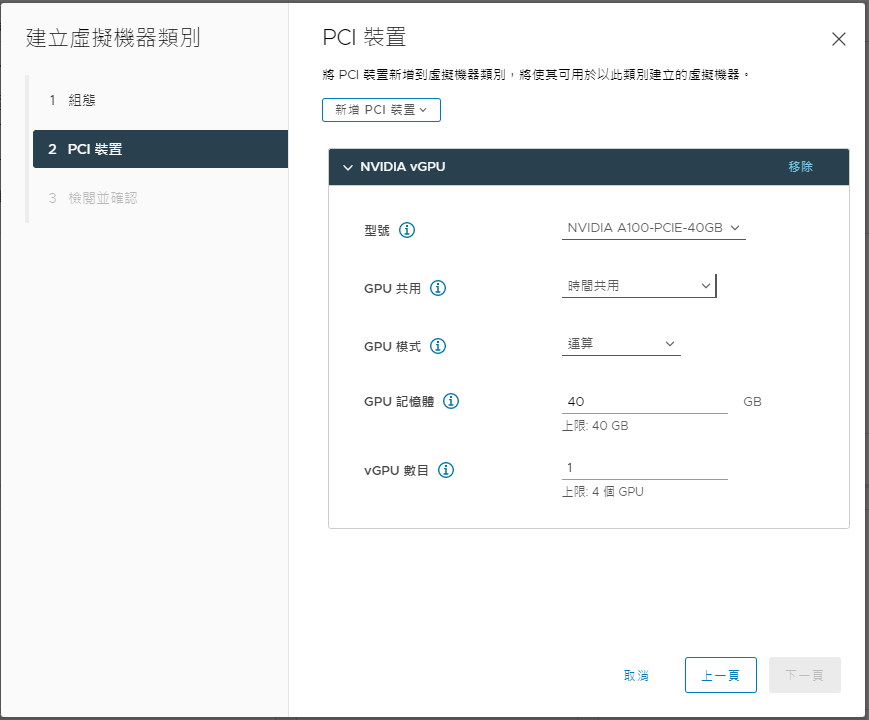 建立虛擬機器類別
1 組態
2 PCI 裝置
3 檢閱並確認
PCI 裝置
將 PCI 裝置新增到虛擬機器類別，將使其可用於以此類別建立的虛擬機器。
新增 PCI 裝置
NVIDIA vGPU
移除
型號
NVIDIA A100-PCIE-40GB
GPU 共用
時間共用
GPU 模式
運算
GPU 記憶體
40
GB
上限: 40 GB
vGPU 數目
1
上限: 4 個 GPU
取消
上一頁
下一頁